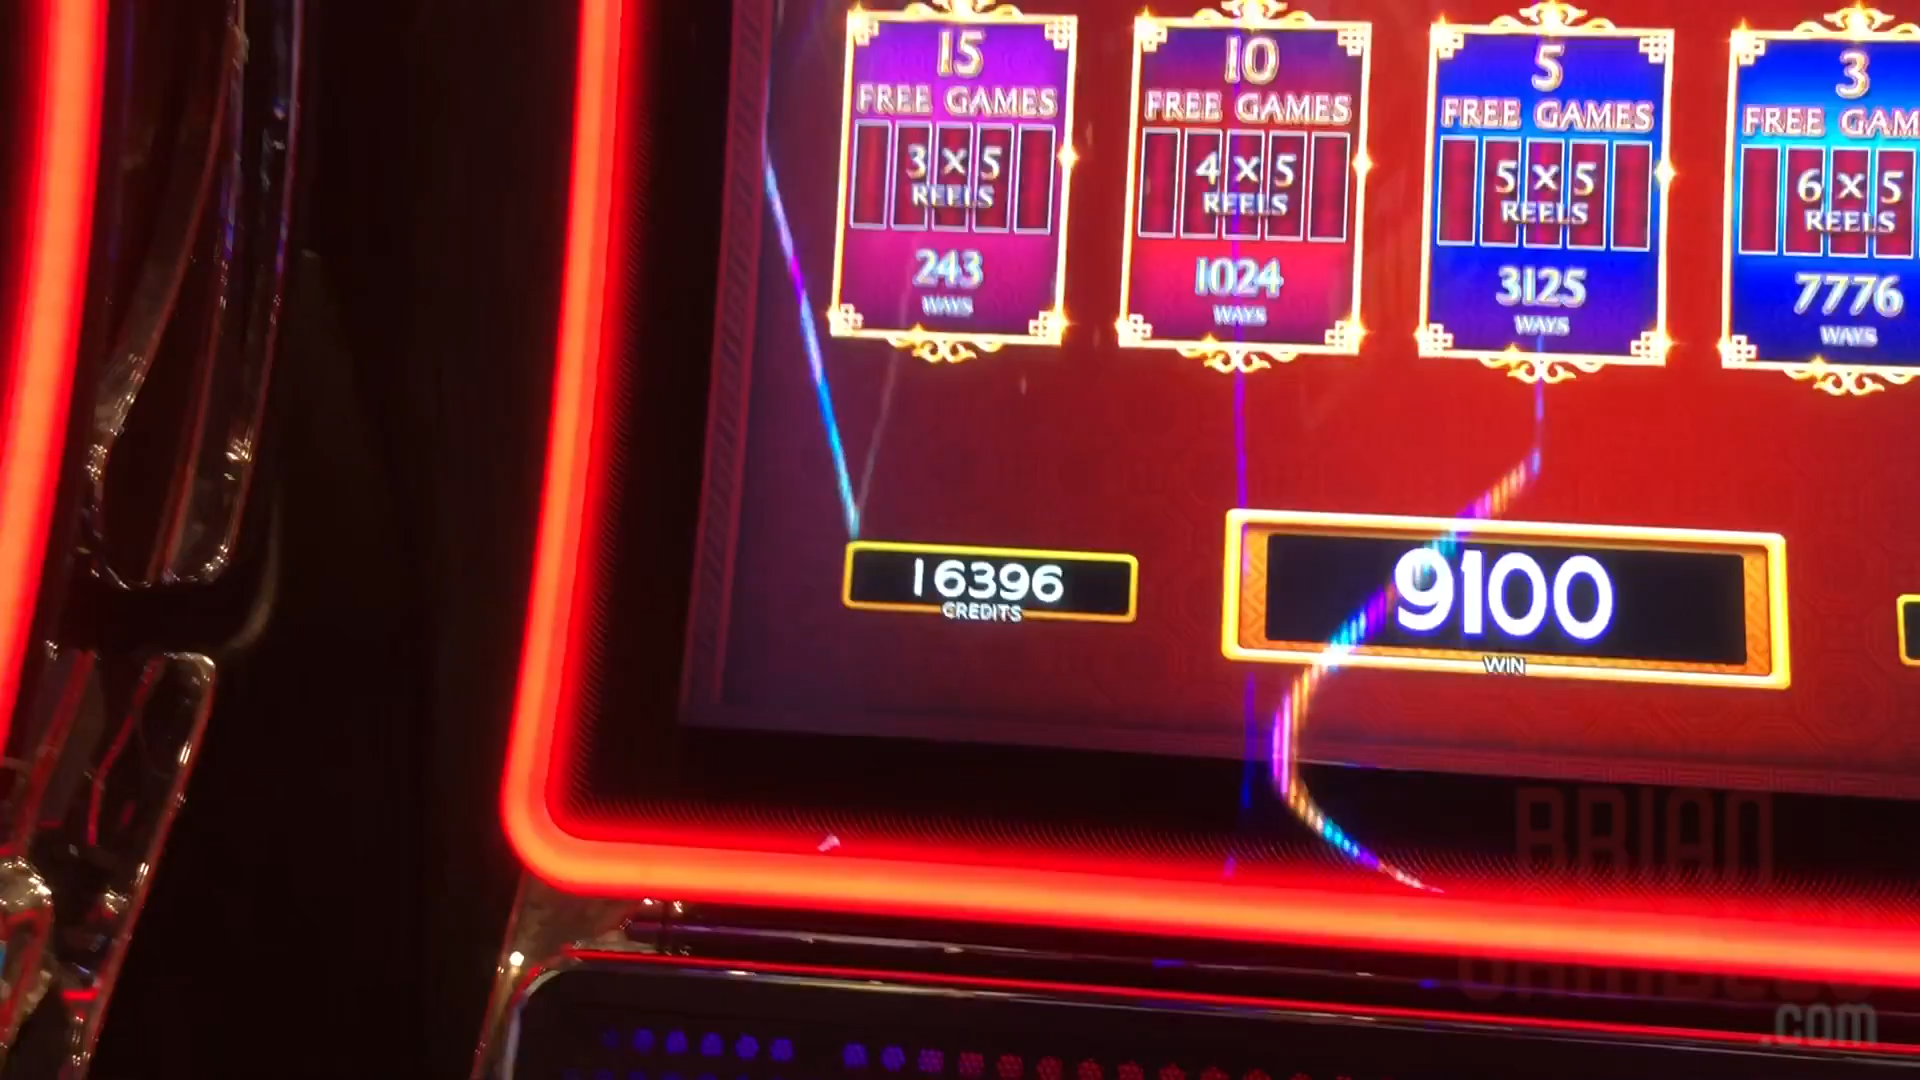 15
FREE GAMES
3 X 5
REELS
243
WAYS
10
FREE GAMES
4 X 5
REELS
1024
WAYS
5
FREE GAMES
5 X 5
REELS
3125
WAYS
3
FREE GAM
6 X 5
REELS
7776
WAYS
16396
CREDITS
9100
WIN
BRIAN
.com